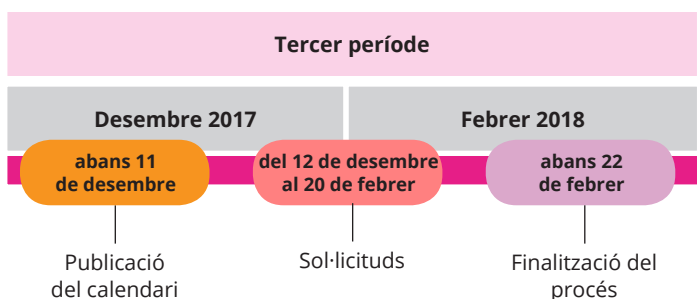 Tercer període
Desembre 2017
Febrer 2018
abans 11
de desembre
del 12 de desembre
al 20 de febrer
abans 22
de febrer
Publicació
del calendari
Sol·licituds
Finalització del
procés